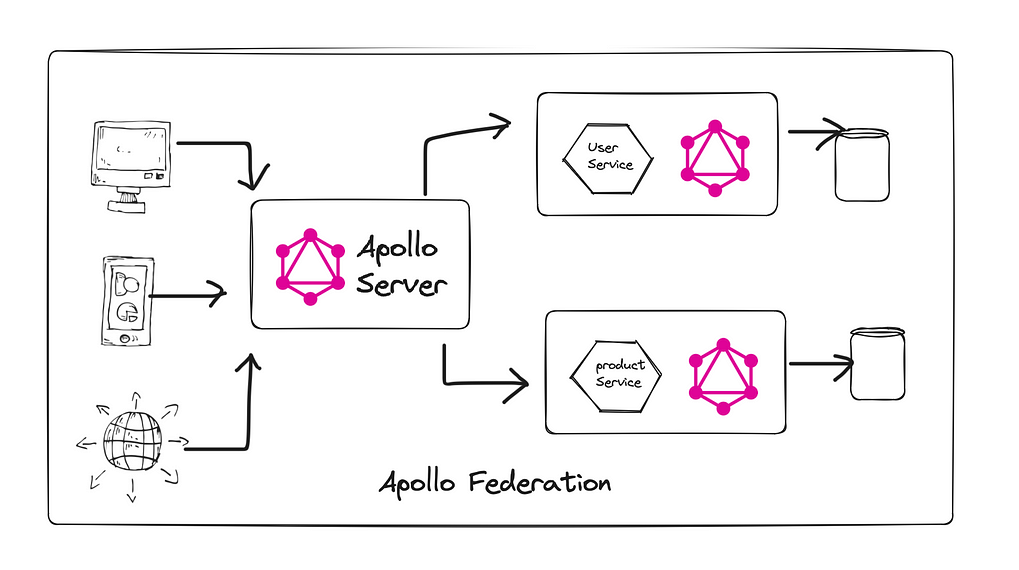 User
Service
Apollo
Server
product
Service
Apollo Federation